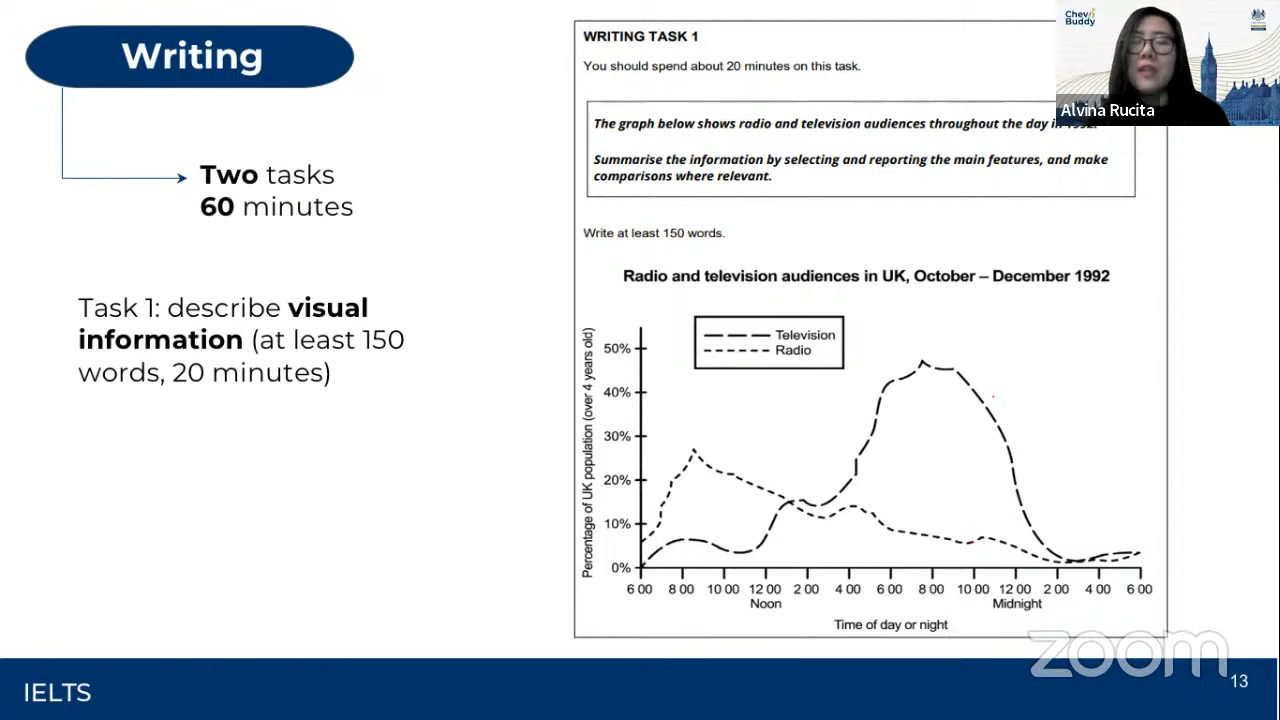 Writing
Two tasks
60 minutes
Task 1: describe visual
information (at least 150
words, 20 minutes)
WRITING TASK 1
You should spend about 20 minutes on this task.
The graph below shows radio and television audiences throughout the day in 1992.
Summarise the information by selecting and reporting the main features, and make
comparisons where relevant.
Write at least 150 words.
Radio and television audiences in UK, October – December 1992
Television
Radio
Percentage of UK population (over 4 years old)
50%
40%
30%
20%
10%
0%
6 00 8 00 10 00 12 00 2 00 4 00 6 00 8 00 10 00 12 00 2 00 4 00 6 00
Noon Midnight
Time of day or night
Chev
Buddy
Alvina Rucita
zoom
IELTS
13